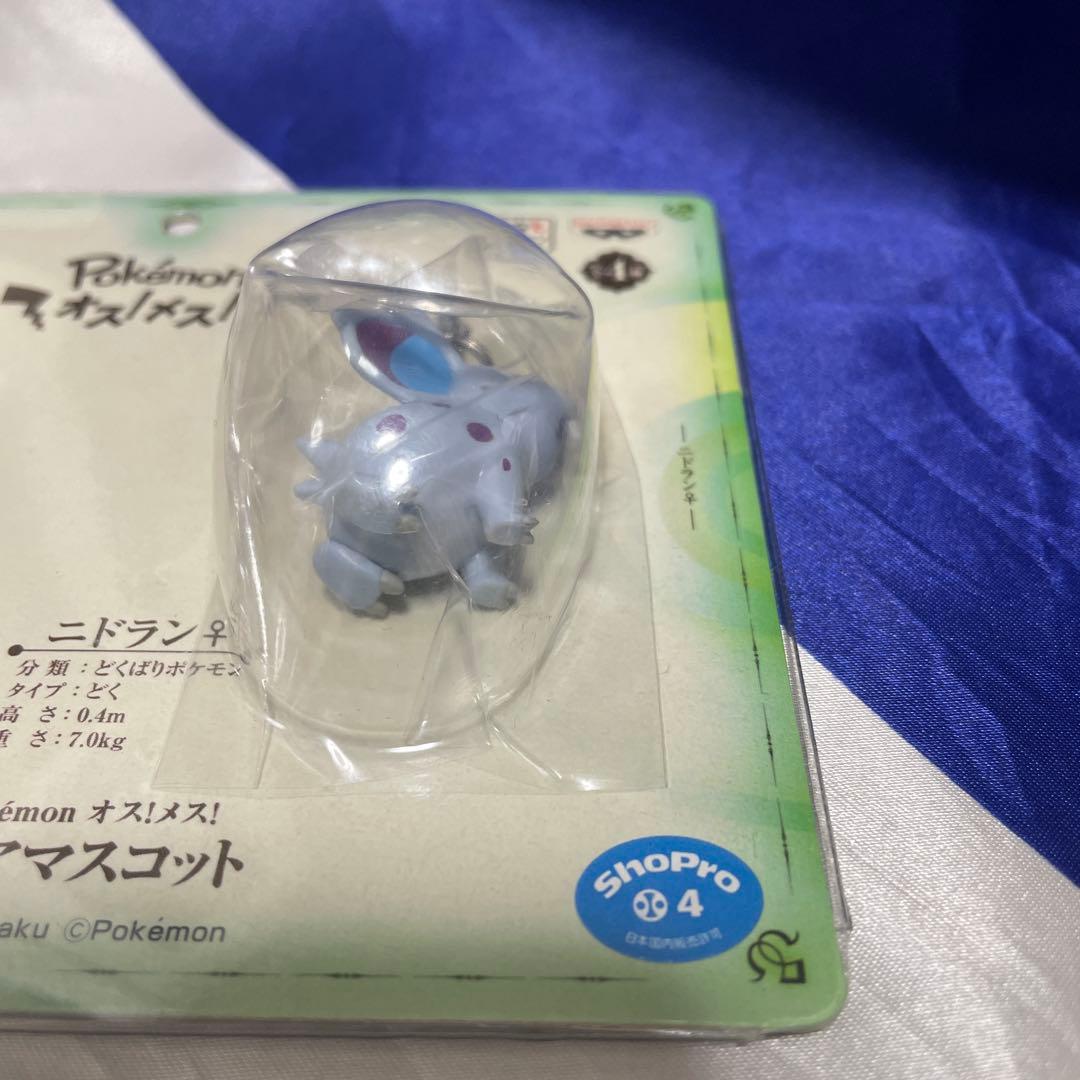 Pokémon
オス!メス!
4
ーニドラン♀ー
ニドラン♀
分類：どくばりポケモン
タイプ：どく
高さ：0.4m
重さ：7.0kg
émon オス!メス!
アマスコット
aku ©Pokémon
ShoPro
4
日本国内販売許可